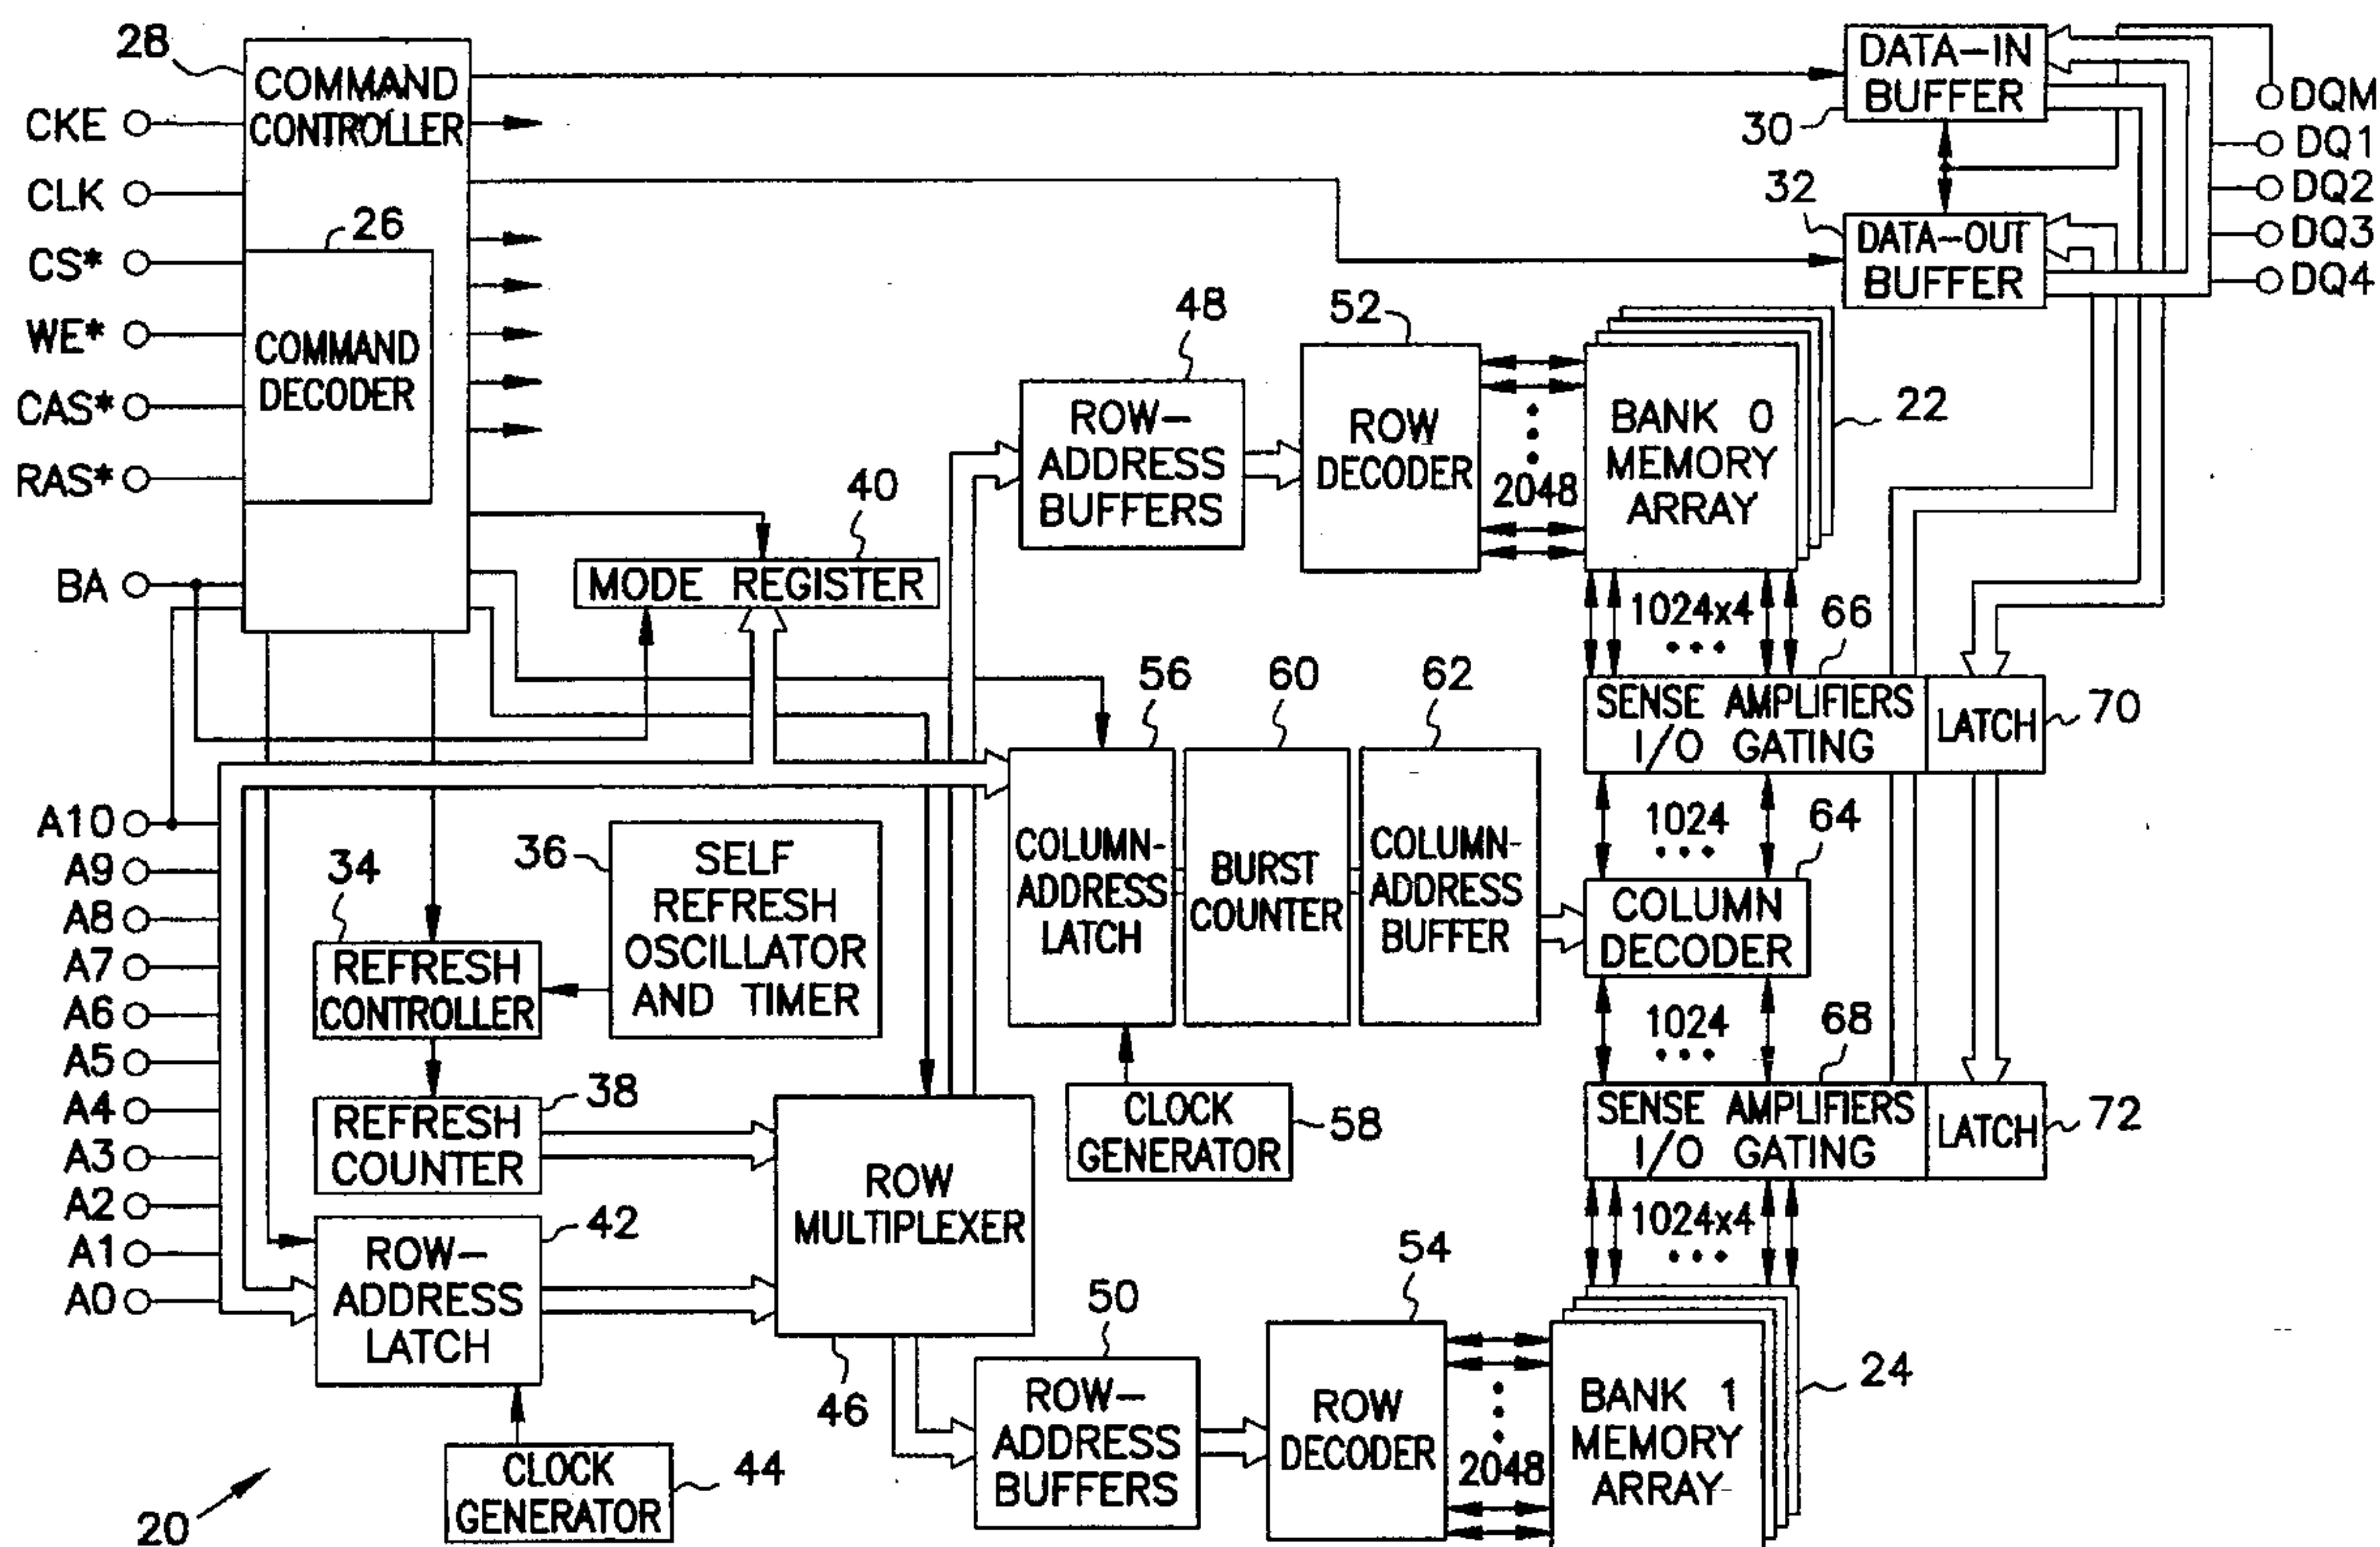 28
COMMAND
CONTROLLER
CKE
CLK
CS*
WE*
CAS*
RAS*
BA
26
COMMAND
DECODER
DATA-IN
BUFFER
30
32
DATA-OUT
BUFFER
DQM
DQ1
DQ2
DQ3
DQ4
40
MODE REGISTER
48
ROW-
ADDRESS
BUFFERS
52
ROW
DECODER
2048
BANK 0
MEMORY
ARRAY
22
1024x4
66
SENSE AMPLIFIERS
I/O GATING
LATCH
70
A10
A9
A8
A7
A6
A5
A4
A3
A2
A1
A0
34
REFRESH
CONTROLLER
36
SELF
REFRESH
OSCILLATOR
AND TIMER
56
COLUMN-
ADDRESS
LATCH
60
BURST
COUNTER
62
COLUMN-
ADDRESS
BUFFER
1024
64
COLUMN
DECODER
1024
68
SENSE AMPLIFIERS
I/O GATING
LATCH
72
1024x4
38
REFRESH
COUNTER
42
ROW-
ADDRESS
LATCH
ROW
MULTIPLEXER
46
CLOCK
GENERATOR
58
CLOCK
GENERATOR
44
50
ROW-
ADDRESS
BUFFERS
54
ROW
DECODER
2048
BANK 1
MEMORY
ARRAY
24
20